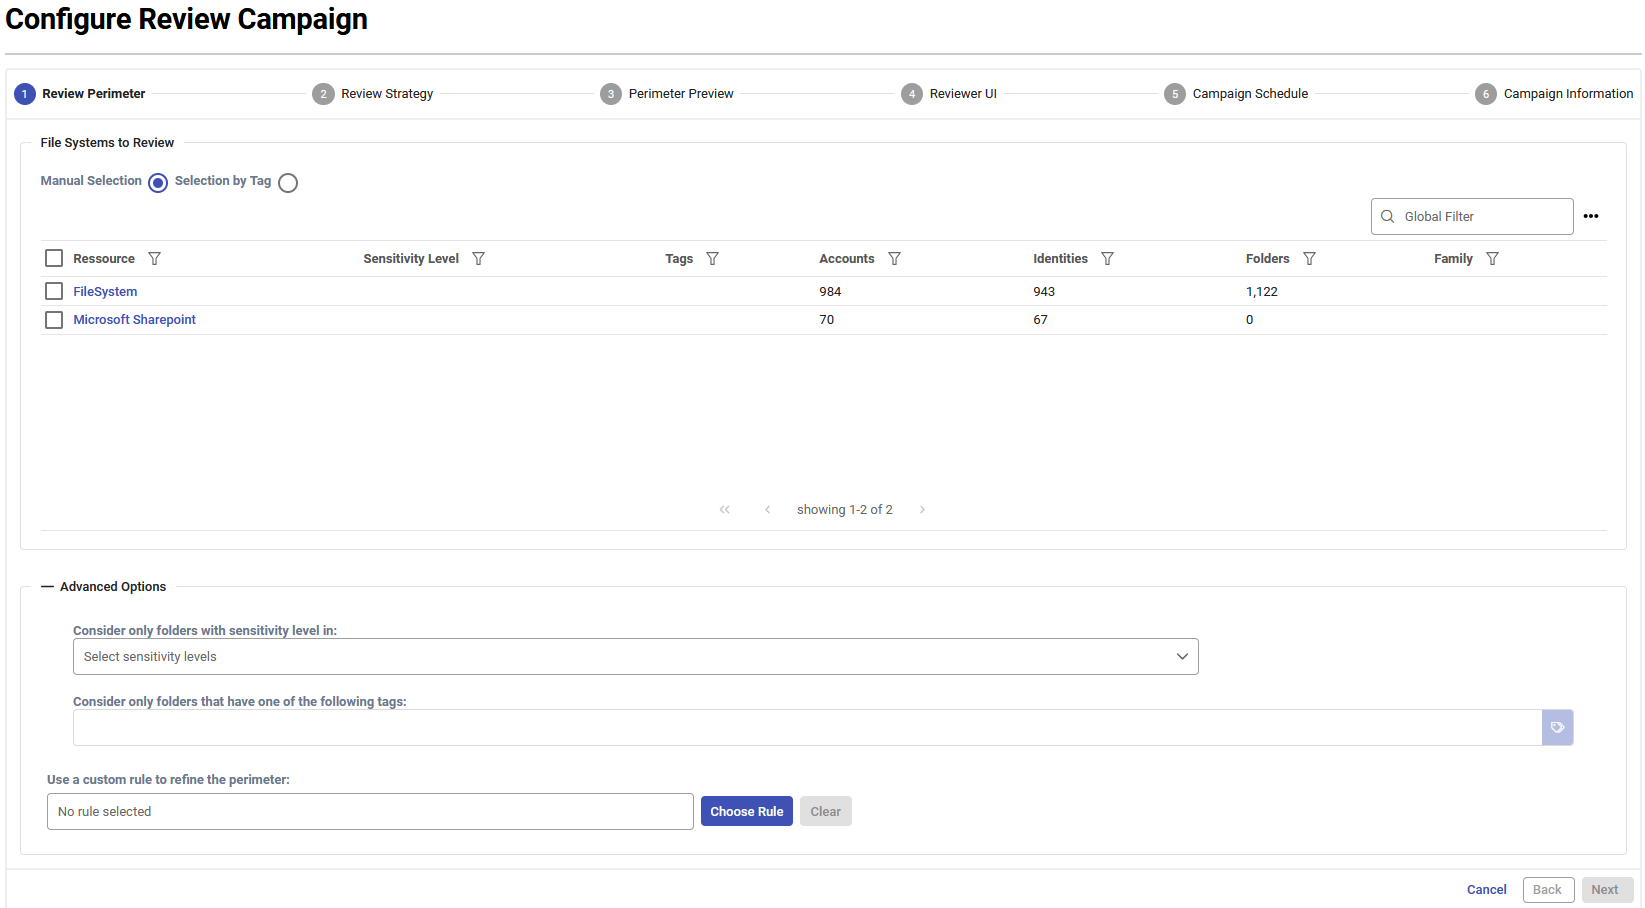 Configure Review Campaign
1 Review Perimeter 2 Review Strategy 3 Perimeter Preview 4 Reviewer UI 5 Campaign Schedule 6 Campaign Information
File Systems to Review
Manual Selection Selection by Tag
Global Filter •••
Ressource Sensitivity Level Tags Accounts Identities Folders Family
FileSystem 984 943 1,122
Microsoft Sharepoint 70 67 0
showing 1-2 of 2
Advanced Options
Consider only folders with sensitivity level in:
Select sensitivity levels
Consider only folders that have one of the following tags:
Use a custom rule to refine the perimeter:
No rule selected Choose Rule Clear
Cancel Back Next